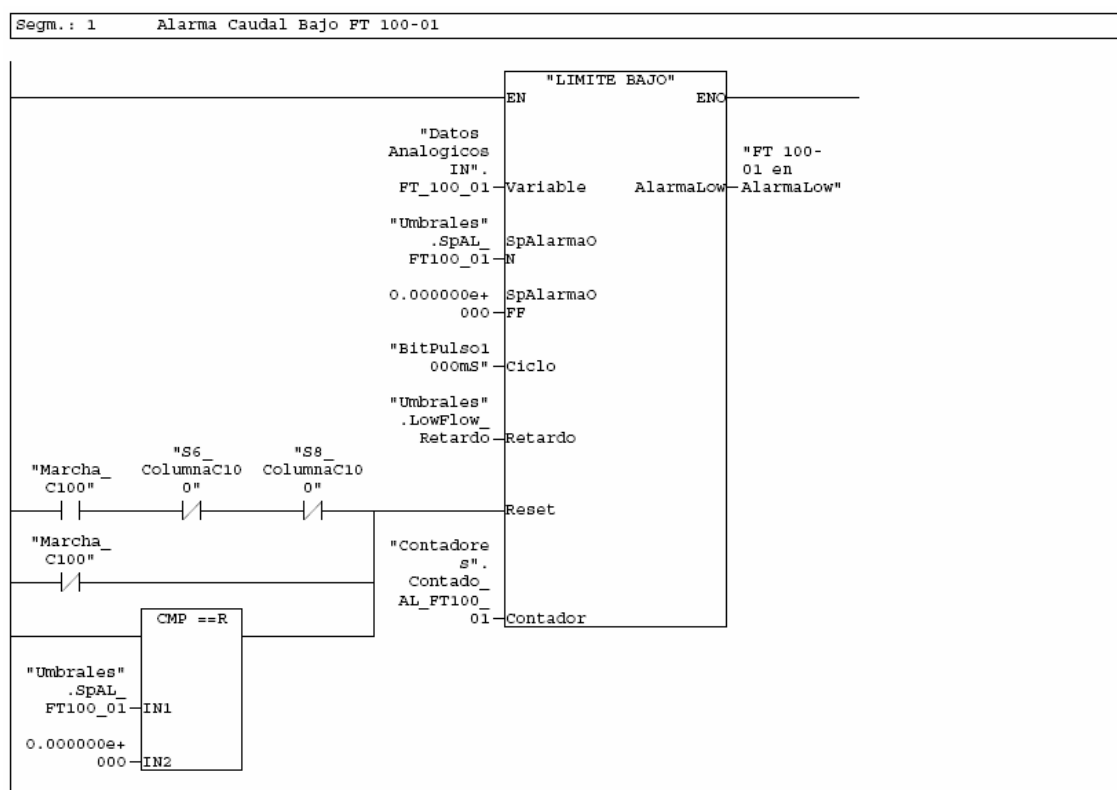 Segm.: 1 Alarma Caudal Bajo FT 100-01
"LIMITE BAJO"
EN ENO
"Datos
Analogicos
IN".
FT_100_01
Variable
AlarmaLow
"FT 100-
01 en
AlarmaLow"
"Umbrales"
.SpAL_
FT100_01
SpAlarmaO
N
0.000000e+
000
SpAlarmaO
FF
"BitPulso1
000mS"
Ciclo
"Umbrales"
.LowFlow_
Retardo
Retardo
"Marcha_
C100"
"S6_
ColumnaC10
0"
"S8_
ColumnaC10
0"
Reset
"Marcha_
C100"
"Contadore
s".
Contado_
AL_FT100_
01
Contador
CMP ==R
"Umbrales"
.SpAL_
FT100_01
IN1
0.000000e+
000
IN2